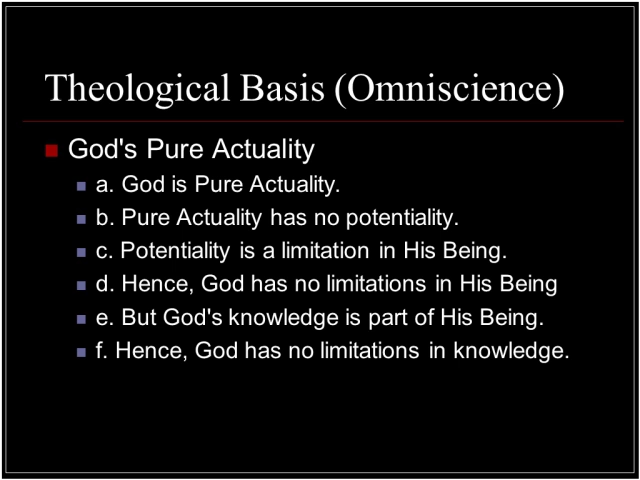 Theological Basis (Omniscience)
God's Pure Actuality
a. God is Pure Actuality.
b. Pure Actuality has no potentiality.
c. Potentiality is a limitation in His Being.
d. Hence, God has no limitations in His Being
e. But God's knowledge is part of His Being.
f. Hence, God has no limitations in knowledge.